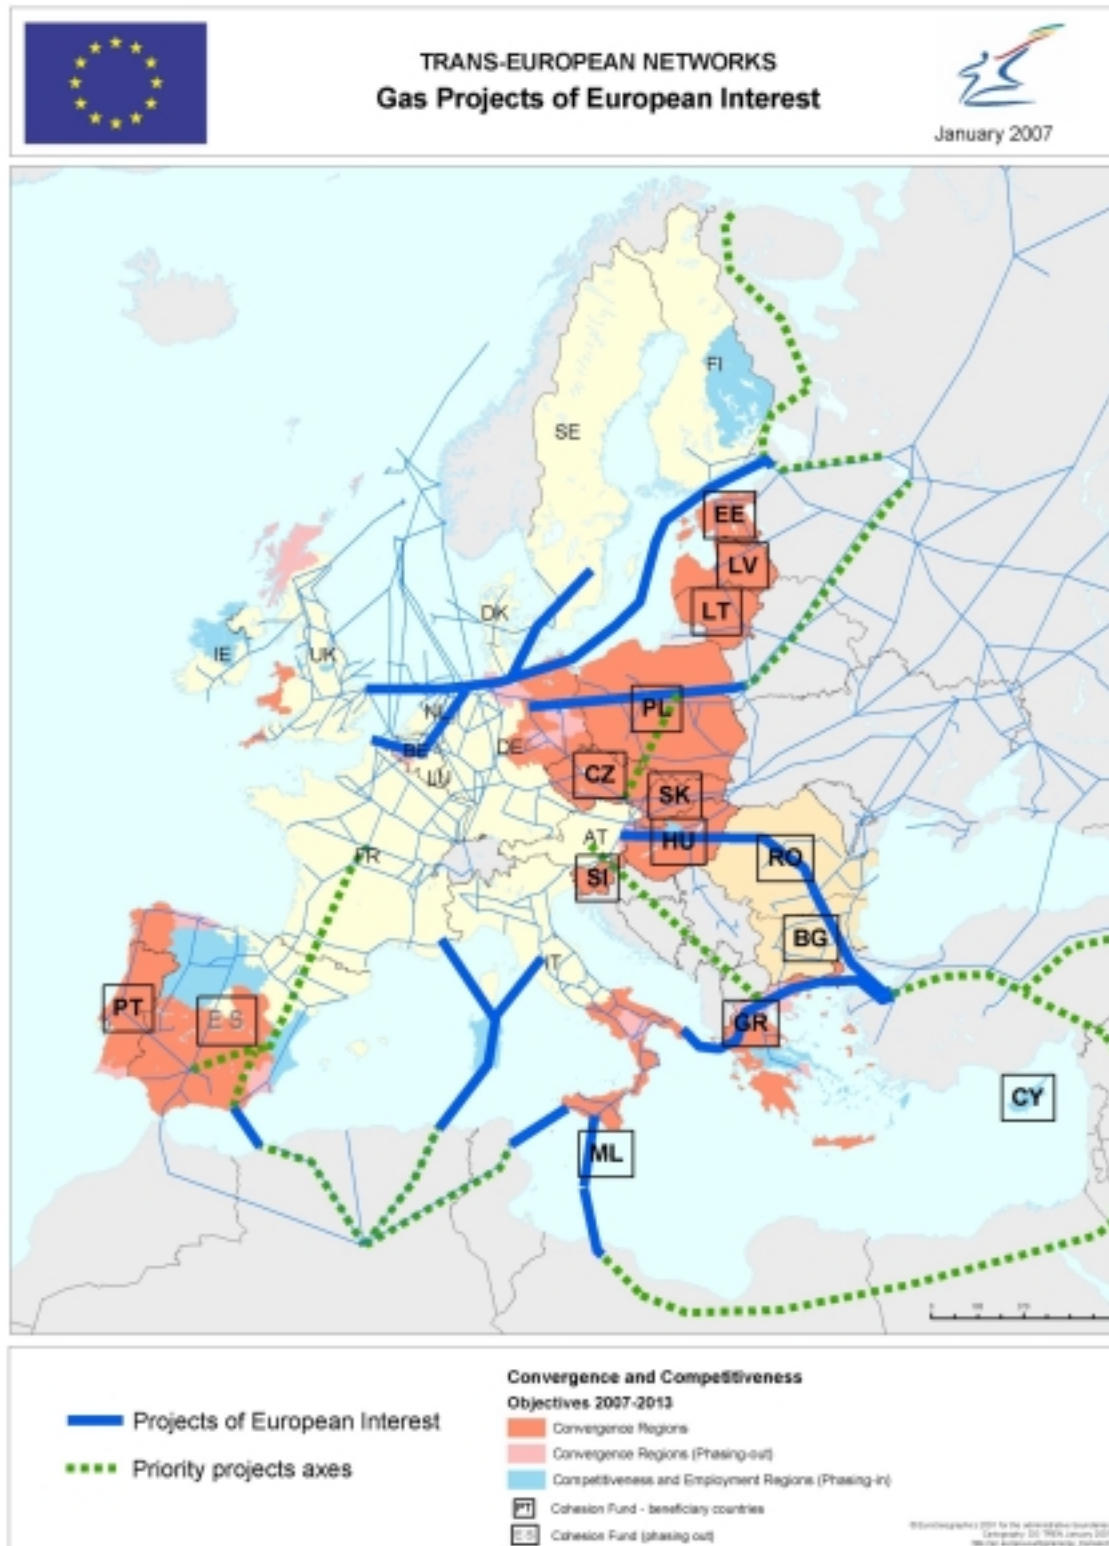 TRANS-EUROPEAN NETWORKS
Gas Projects of European Interest
January 2007
FI
SE
EE
LV
LT
DK
IE
UK
NL
PL
BE
DE
LU
CZ
SK
AT
HU
FR
RO
SI
BG
IT
PT
ES
GR
CY
ML
Projects of European Interest
Priority projects axes
Convergence and Competitiveness
Objectives 2007-2013
Convergence Regions
Convergence Regions (Phasing-out)
Competitiveness and Employment Regions (Phasing-in)
PT Cohesion Fund - beneficiary countries
ES Cohesion Fund (phasing out)